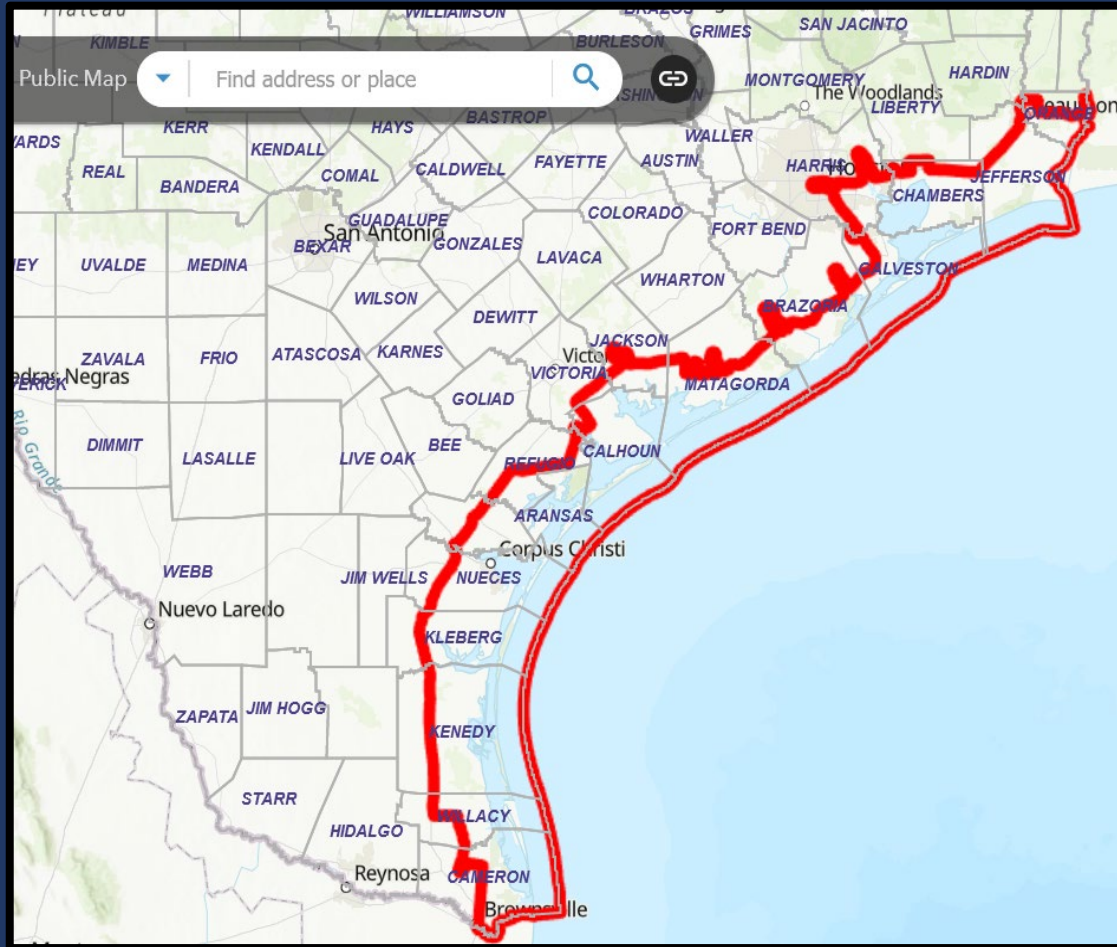 WILLIAMSON
BRAZOS
GRIMES
SAN JACINTO
KIMBLE
BURLESON
Public Map
Find address or place
MONTGOMERY
HARDIN
The Woodlands
LIBERTY
BASTROP
KERR
HAYS
WALLER
ORANGE
KENDALL
CALDWELL
FAYETTE
AUSTIN
REAL
BANDERA
COMAL
HARRIS
JEFFERSON
CHAMBERS
GUADALUPE
COLORADO
San Antonio
BEXAR
GONZALES
FORT BEND
UVALDE
MEDINA
LAVACA
WHARTON
GALVESTON
WILSON
BRAZORIA
DEWITT
ZAVALA
FRIO
ATASCOSA
KARNES
JACKSON
VICTORIA
MATAGORDA
GOLIAD
DIMMIT
LASALLE
LIVE OAK
BEE
CALHOUN
REFUGIO
Rio Grande
ARANSAS
Corpus Christi
WEBB
JIM WELLS
NUECES
Nuevo Laredo
KLEBERG
ZAPATA
JIM HOGG
KENEDY
STARR
HIDALGO
WILLACY
Reynosa
CAMERON
Brownsville